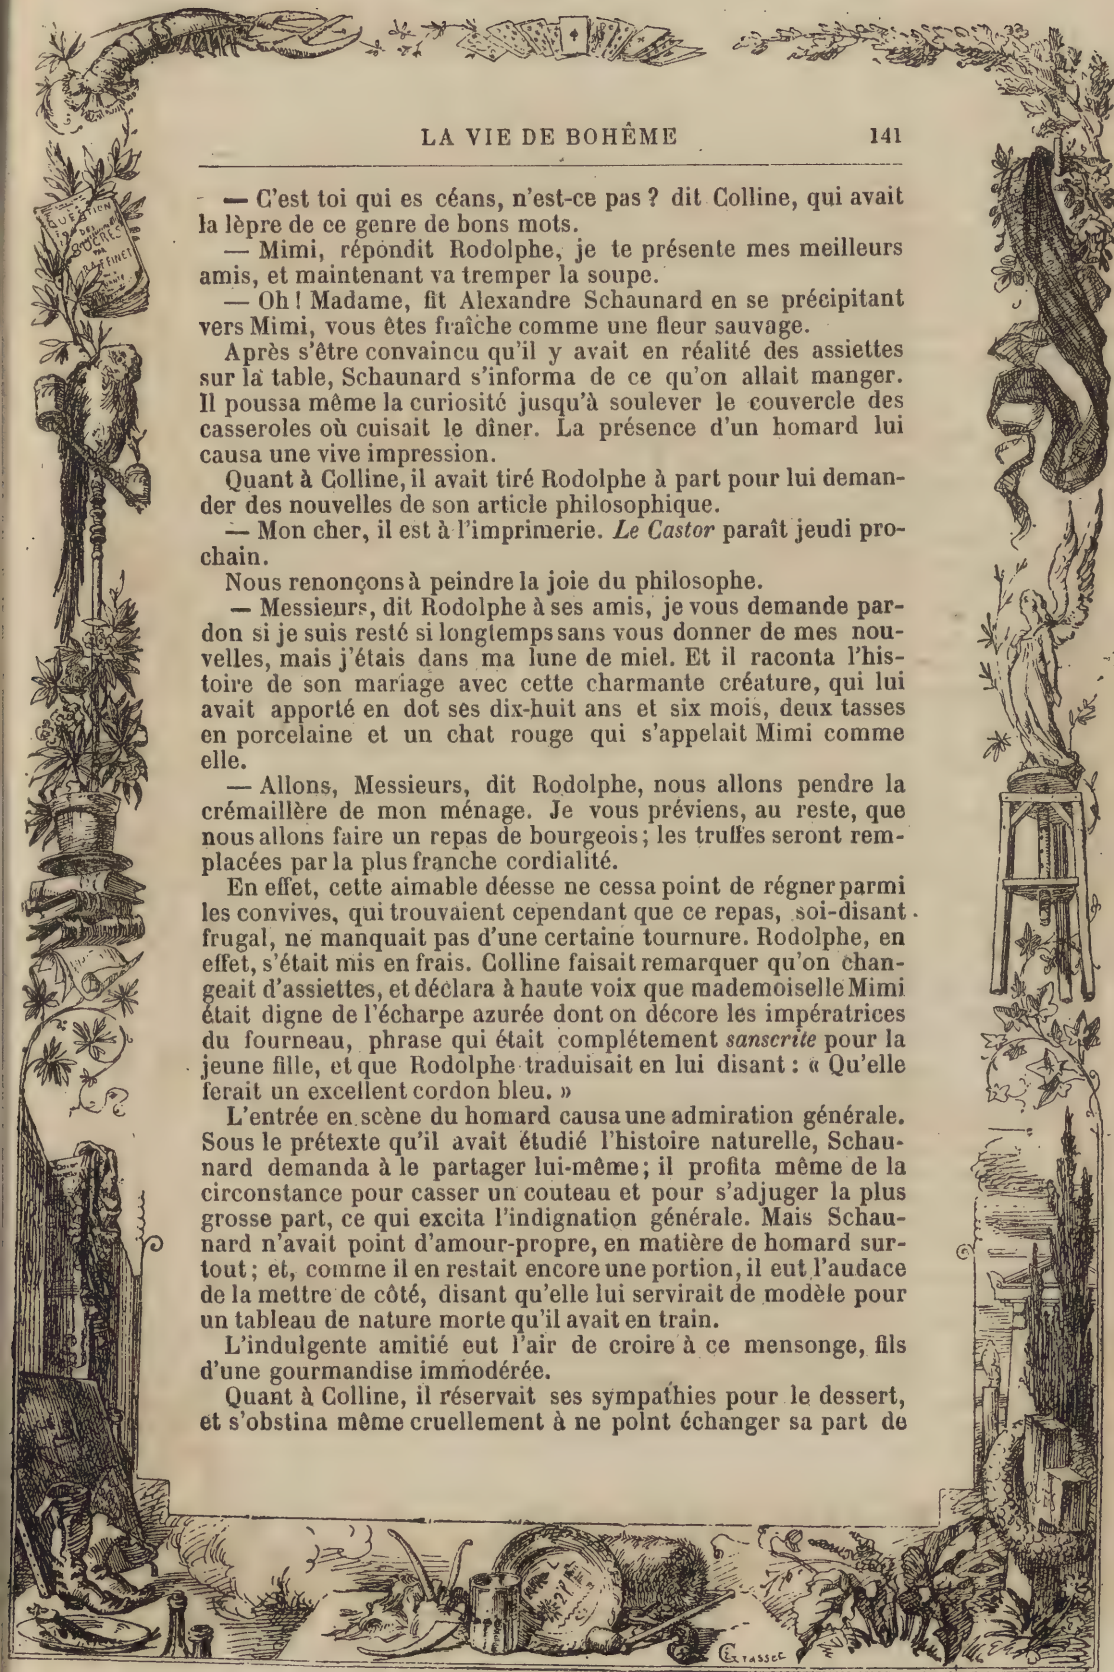 LA VIE DE BOHÊME 141
— C'est toi qui es céans, n'est-ce pas ? dit Colline, qui avait
la lèpre de ce genre de bons mots.
— Mimi, répondit Rodolphe, je te présente mes meilleurs
amis, et maintenant va tremper la soupe.
— Oh ! Madame, fit Alexandre Schaunard en se précipitant
vers Mimi, vous êtes fraîche comme une fleur sauvage.
Après s'être convaincu qu'il y avait en réalité des assiettes
sur la table, Schaunard s'informa de ce qu'on allait manger.
Il poussa même la curiosité jusqu'à soulever le couvercle des
casseroles où cuisait le dîner. La présence d'un homard lui
causa une vive impression.
Quant à Colline, il avait tiré Rodolphe à part pour lui deman-
der des nouvelles de son article philosophique.
— Mon cher, il est à l'imprimerie. Le Castor paraît jeudi pro-
chain.
Nous renonçons à peindre la joie du philosophe.
— Messieurs, dit Rodolphe à ses amis, je vous demande par-
don si je suis resté si longtemps sans vous donner de mes nou-
velles, mais j'étais dans ma lune de miel. Et il raconta l'his-
toire de son mariage avec cette charmante créature, qui lui
avait apporté en dot ses dix-huit ans et six mois, deux tasses
en porcelaine et un chat rouge qui s'appelait Mimi comme
elle.
— Allons, Messieurs, dit Rodolphe, nous allons pendre la
crémaillère de mon ménage. Je vous préviens, au reste, que
nous allons faire un repas de bourgeois ; les truffes seront rem-
placées par la plus franche cordialité.
En effet, cette aimable déesse ne cessa point de régner parmi
les convives, qui trouvaient cependant que ce repas, soi-disant
frugal, ne manquait pas d'une certaine tournure. Rodolphe, en
effet, s'était mis en frais. Colline faisait remarquer qu'on chan-
geait d'assiettes, et déclara à haute voix que mademoiselle Mimi
était digne de l'écharpe azurée dont on décore les impératrices
du fourneau, phrase qui était complétement sanscrite pour la
jeune fille, et que Rodolphe traduisait en lui disant : « Qu'elle
ferait un excellent cordon bleu. »
L'entrée en scène du homard causa une admiration générale.
Sous le prétexte qu'il avait étudié l'histoire naturelle, Schau-
nard demanda à le partager lui-même ; il profita même de la
circonstance pour casser un couteau et pour s'adjuger la plus
grosse part, ce qui excita l'indignation générale. Mais Schau-
nard n'avait point d'amour-propre, en matière de homard sur-
tout ; et, comme il en restait encore une portion, il eut l'audace
de la mettre de côté, disant qu'elle lui servirait de modèle pour
un tableau de nature morte qu'il avait en train.
L'indulgente amitié eut l'air de croire à ce mensonge, fils
d'une gourmandise immodérée.
Quant à Colline, il réservait ses sympathies pour le dessert,
et s'obstina même cruellement à ne point échanger sa part de
QUESTION
DES
SUCRES
PAR
RAFFINET
Grasset